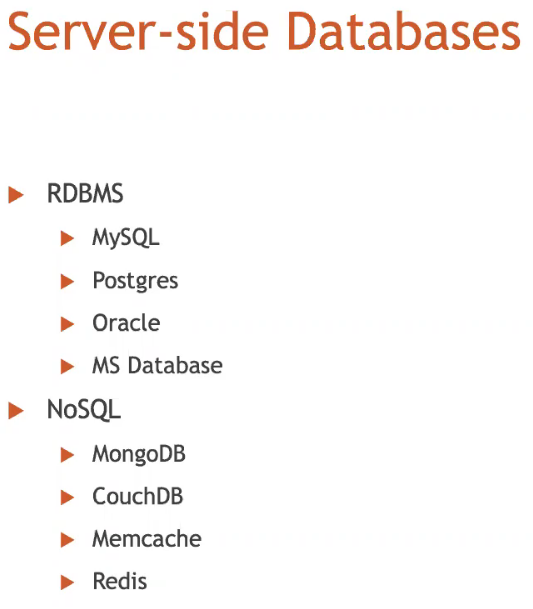 Server-side Databases
RDBMS
MySQL
Postgres
Oracle
MS Database
NoSQL
MongoDB
CouchDB
Memcache
Redis